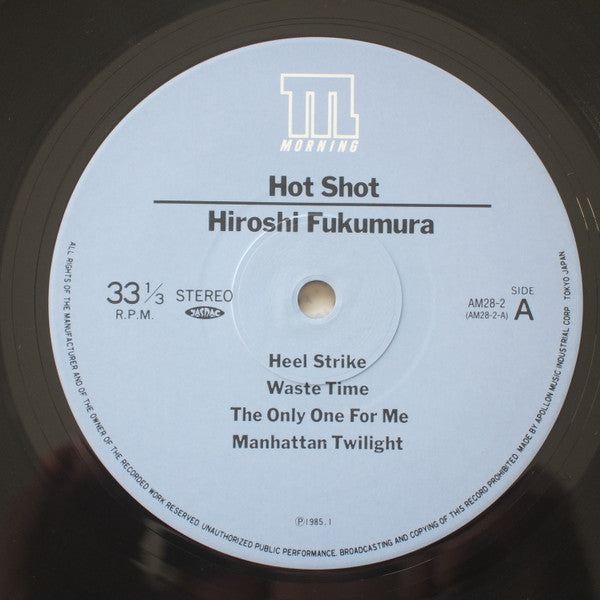 MORNING
Hot Shot
Hiroshi Fukumura
33 1/3
R.P.M.
STEREO
JASRAC
AM28-2
(AM28-2-A)
SIDE
A
Heel Strike
Waste Time
The Only One For Me
Manhattan Twilight
Ⓟ1985.1
ALL RIGHTS OF THE MANUFACTURER AND OF THE OWNER OF THE RECORDED WORK RESERVED. UNAUTHORIZED PUBLIC PERFORMANCE. BROADCASTING AND COPYING OF THIS RECORD PROHIBITED. MADE BY APOLLON MUSIC INDUSTRIAL CORP. TOKYO JAPAN